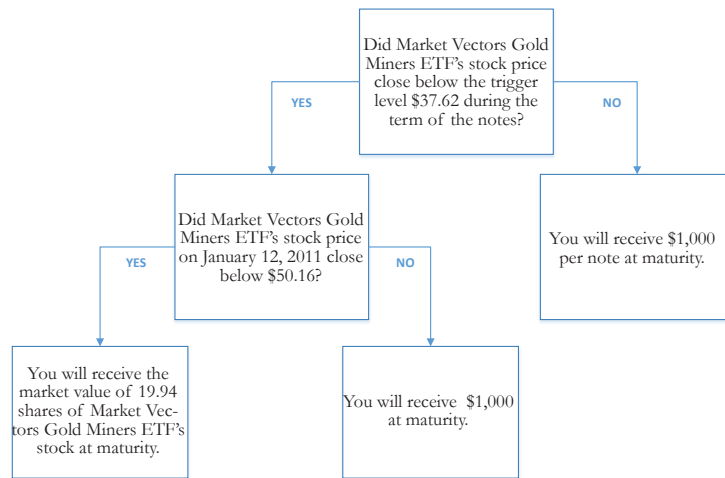 Did Market Vectors Gold
Miners ETF's stock price
close below the trigger
level $37.62 during the
term of the notes?
YES
NO
Did Market Vectors Gold
Miners ETF's stock price
on January 12, 2011 close
below $50.16?
You will receive $1,000
per note at maturity.
YES
NO
You will receive the
market value of 19.94
shares of Market Vec-
tors Gold Miners ETF's
stock at maturity.
You will receive $1,000
at maturity.